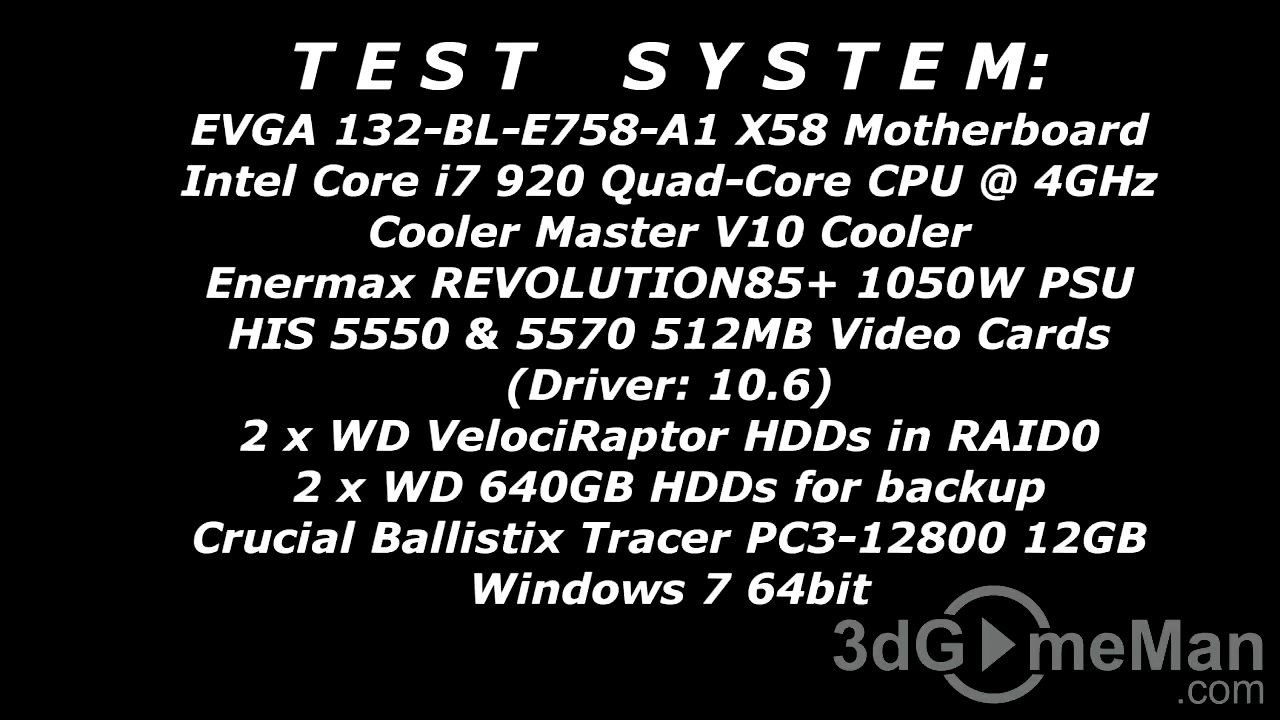 TEST SYSTEM:
EVGA 132-BL-E758-A1 X58 Motherboard
Intel Core i7 920 Quad-Core CPU @ 4GHz
Cooler Master V10 Cooler
Enermax REVOLUTION85+ 1050W PSU
HIS 5550 & 5570 512MB Video Cards
(Driver: 10.6)
2 x WD VelociRaptor HDDs in RAID0
2 x WD 640GB HDDs for backup
Crucial Ballistix Tracer PC3-12800 12GB
Windows 7 64bit
3dGameMan
.com